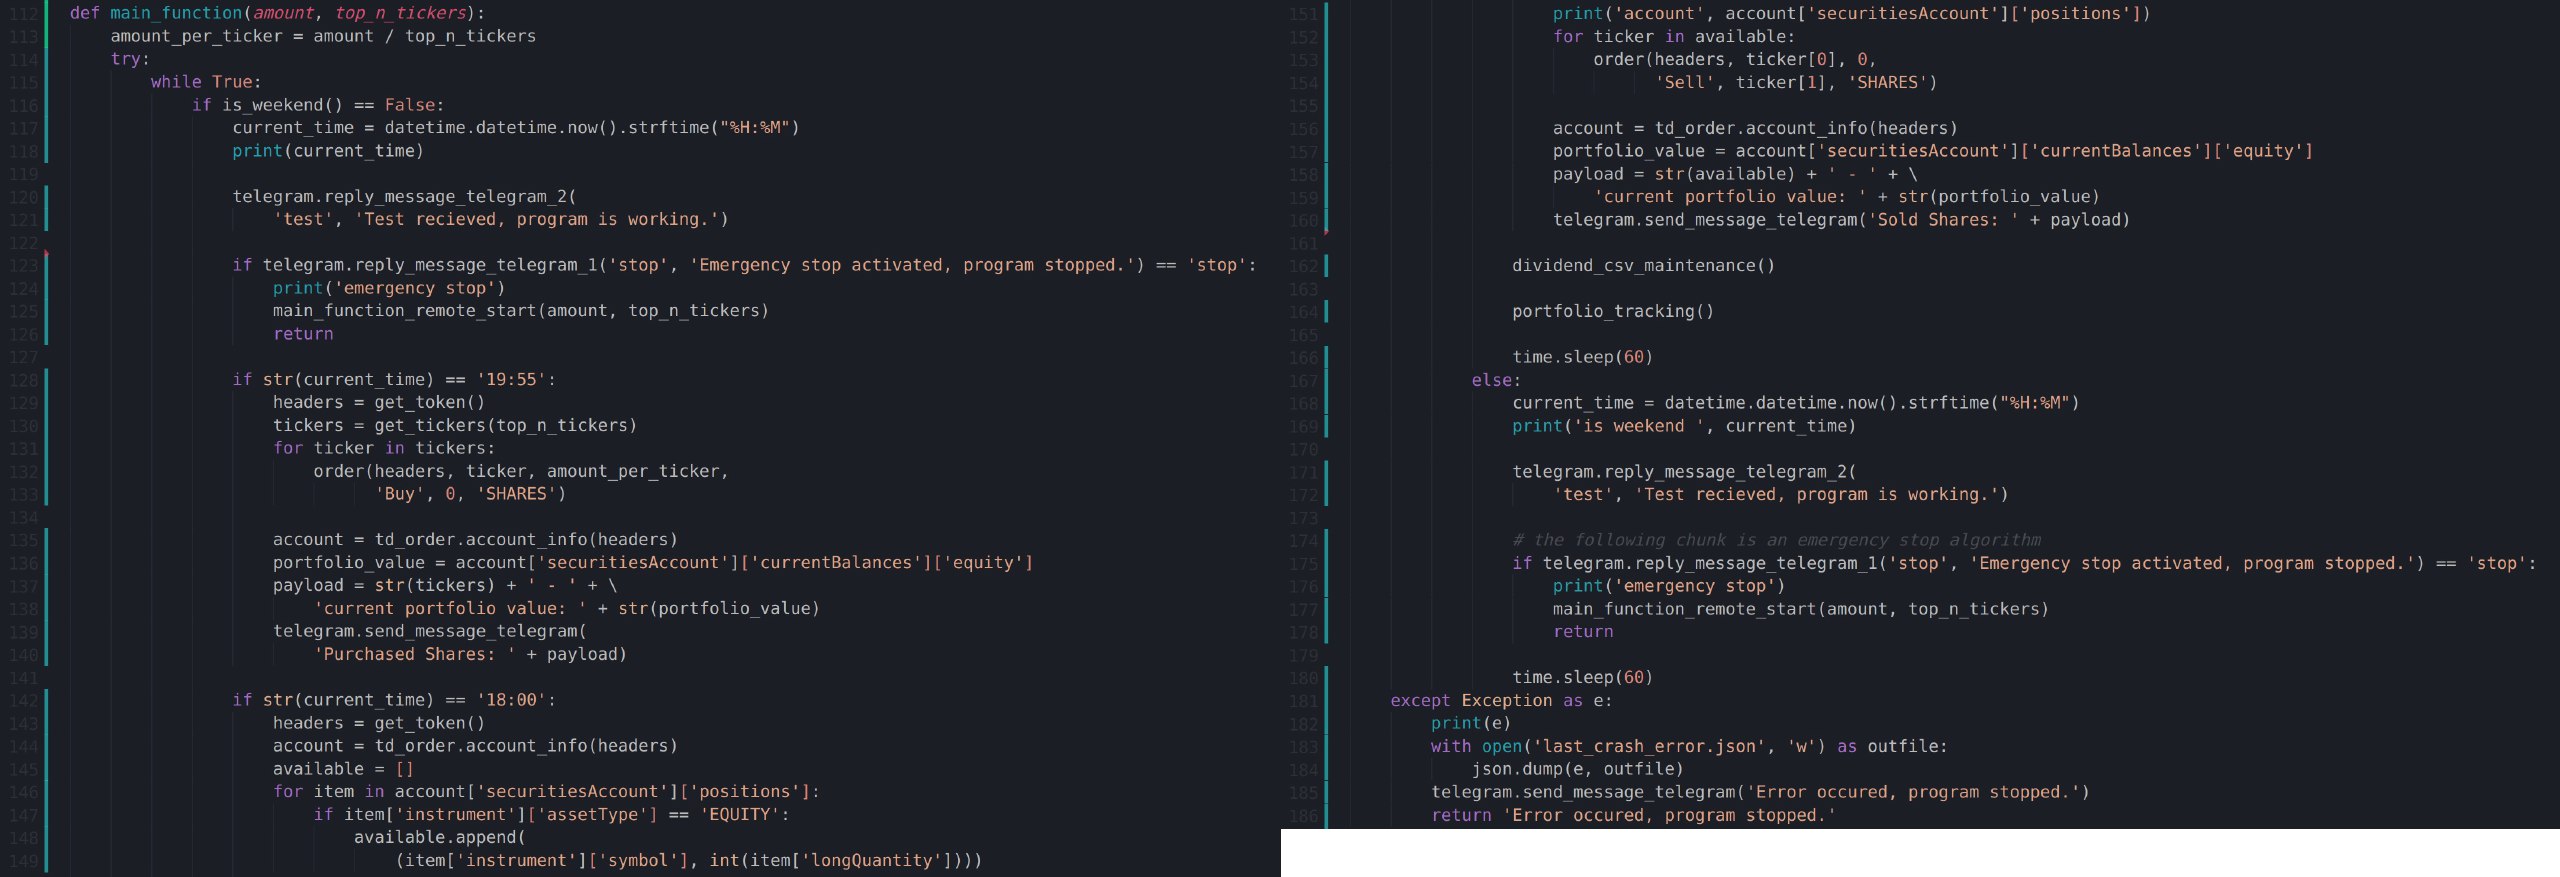 112 def main_function(amount, top_n_tickers):
113 amount_per_ticker = amount / top_n_tickers
114 try:
115 while True:
116 if is_weekend() == False:
117 current_time = datetime.datetime.now().strftime("%H:%M")
118 print(current_time)
119
120 telegram.reply_message_telegram_2(
121 'test', 'Test recieved, program is working.')
122
123 if telegram.reply_message_telegram_1('stop', 'Emergency stop activated, program stopped.') == 'stop':
124 print('emergency stop')
125 main_function_remote_start(amount, top_n_tickers)
126 return
127
128 if str(current_time) == '19:55':
129 headers = get_token()
130 tickers = get_tickers(top_n_tickers)
131 for ticker in tickers:
132 order(headers, ticker, amount_per_ticker,
133 'Buy', 0, 'SHARES')
134
135 account = td_order.account_info(headers)
136 portfolio_value = account['securitiesAccount']['currentBalances']['equity']
137 payload = str(tickers) + ' - ' + \
138 'current portfolio value: ' + str(portfolio_value)
139 telegram.send_message_telegram(
140 'Purchased Shares: ' + payload)
141
142 if str(current_time) == '18:00':
143 headers = get_token()
144 account = td_order.account_info(headers)
145 available = []
146 for item in account['securitiesAccount']['positions']:
147 if item['instrument']['assetType'] == 'EQUITY':
148 available.append(
149 (item['instrument']['symbol'], int(item['longQuantity'])))
151 print('account', account['securitiesAccount']['positions'])
152 for ticker in available:
153 order(headers, ticker[0], 0,
154 'Sell', ticker[1], 'SHARES')
155
156 account = td_order.account_info(headers)
157 portfolio_value = account['securitiesAccount']['currentBalances']['equity']
158 payload = str(available) + ' - ' + \
159 'current portfolio value: ' + str(portfolio_value)
160 telegram.send_message_telegram('Sold Shares: ' + payload)
161
162 dividend_csv_maintenance()
163
164 portfolio_tracking()
165
166 time.sleep(60)
167 else:
168 current_time = datetime.datetime.now().strftime("%H:%M")
169 print('is weekend ', current_time)
170
171 telegram.reply_message_telegram_2(
172 'test', 'Test recieved, program is working.')
173
174 # the following chunk is an emergency stop algorithm
175 if telegram.reply_message_telegram_1('stop', 'Emergency stop activated, program stopped.') == 'stop':
176 print('emergency stop')
177 main_function_remote_start(amount, top_n_tickers)
178 return
179
180 time.sleep(60)
181 except Exception as e:
182 print(e)
183 with open('last_crash_error.json', 'w') as outfile:
184 json.dump(e, outfile)
185 telegram.send_message_telegram('Error occured, program stopped.')
186 return 'Error occured, program stopped.'